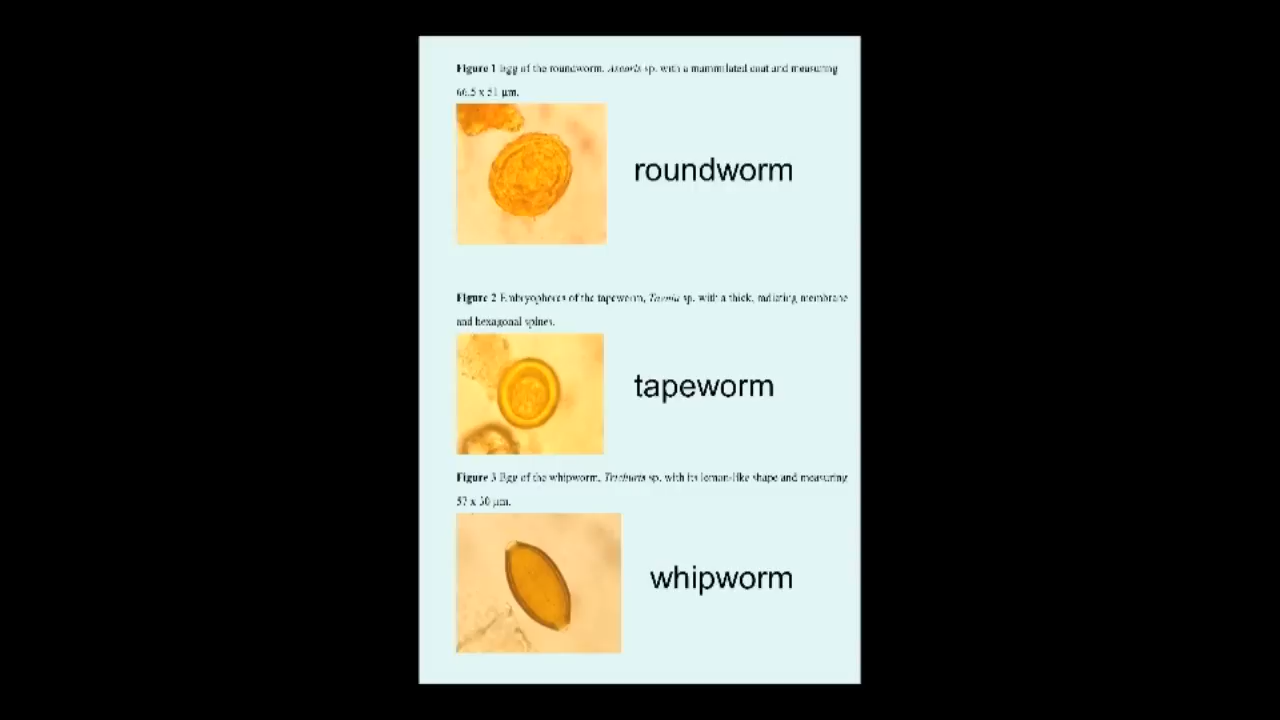 Figure 1 Egg of the roundworm, Ascaris sp. with a mammilated coat and measuring
66.5 x 51 µm.
roundworm
Figure 2 Embryophores of the tapeworm, Taenia sp. with a thick, radiating membrane
and hexagonal spines.
tapeworm
Figure 3 Egg of the whipworm, Trichuris sp. with its lemon-like shape and measuring
57 x 30 µm.
whipworm